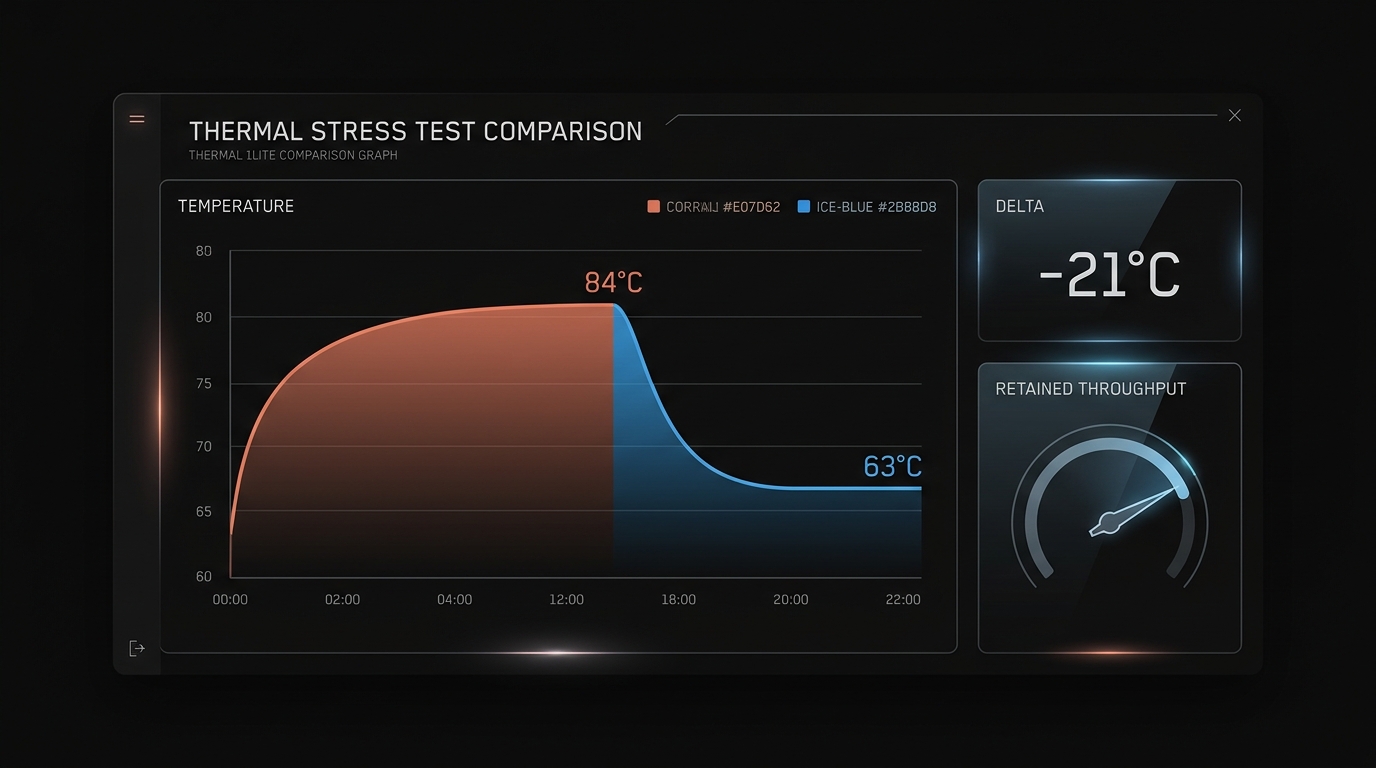 THERMAL STRESS TEST COMPARISON
THERMAL 1LITE COMPARISON GRAPH
TEMPERATURE
#E07D62
ICE-BLUE #2B88D8
80
80
75
70
65
60
84°C
63°C
00:00 02:00 04:00 12:00 18:00 20:00 22:00
DELTA
-21°C
RETAINED THROUGHPUT